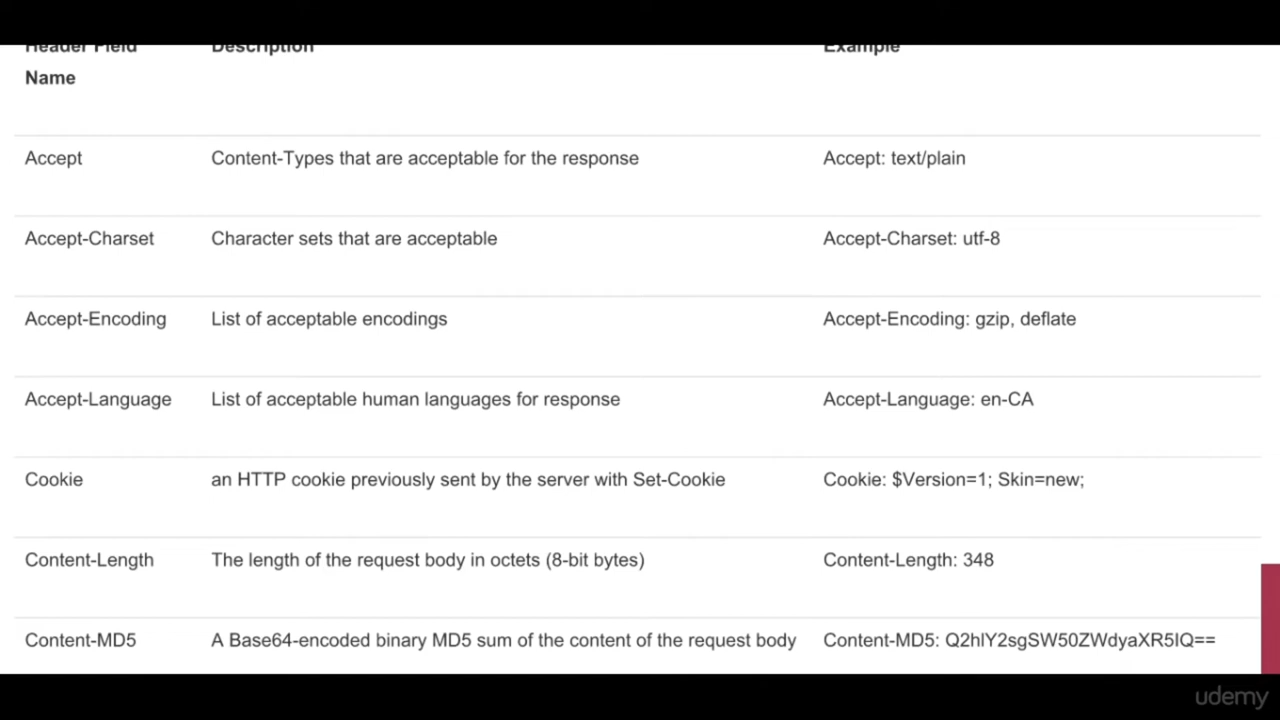 Header Field Description Example
Name
Accept Content-Types that are acceptable for the response Accept: text/plain
Accept-Charset Character sets that are acceptable Accept-Charset: utf-8
Accept-Encoding List of acceptable encodings Accept-Encoding: gzip, deflate
Accept-Language List of acceptable human languages for response Accept-Language: en-CA
Cookie an HTTP cookie previously sent by the server with Set-Cookie Cookie: $Version=1; Skin=new;
Content-Length The length of the request body in octets (8-bit bytes) Content-Length: 348
Content-MD5 A Base64-encoded binary MD5 sum of the content of the request body Content-MD5: Q2hlY2sgSW50ZWdyaXR5IQ==
udemy